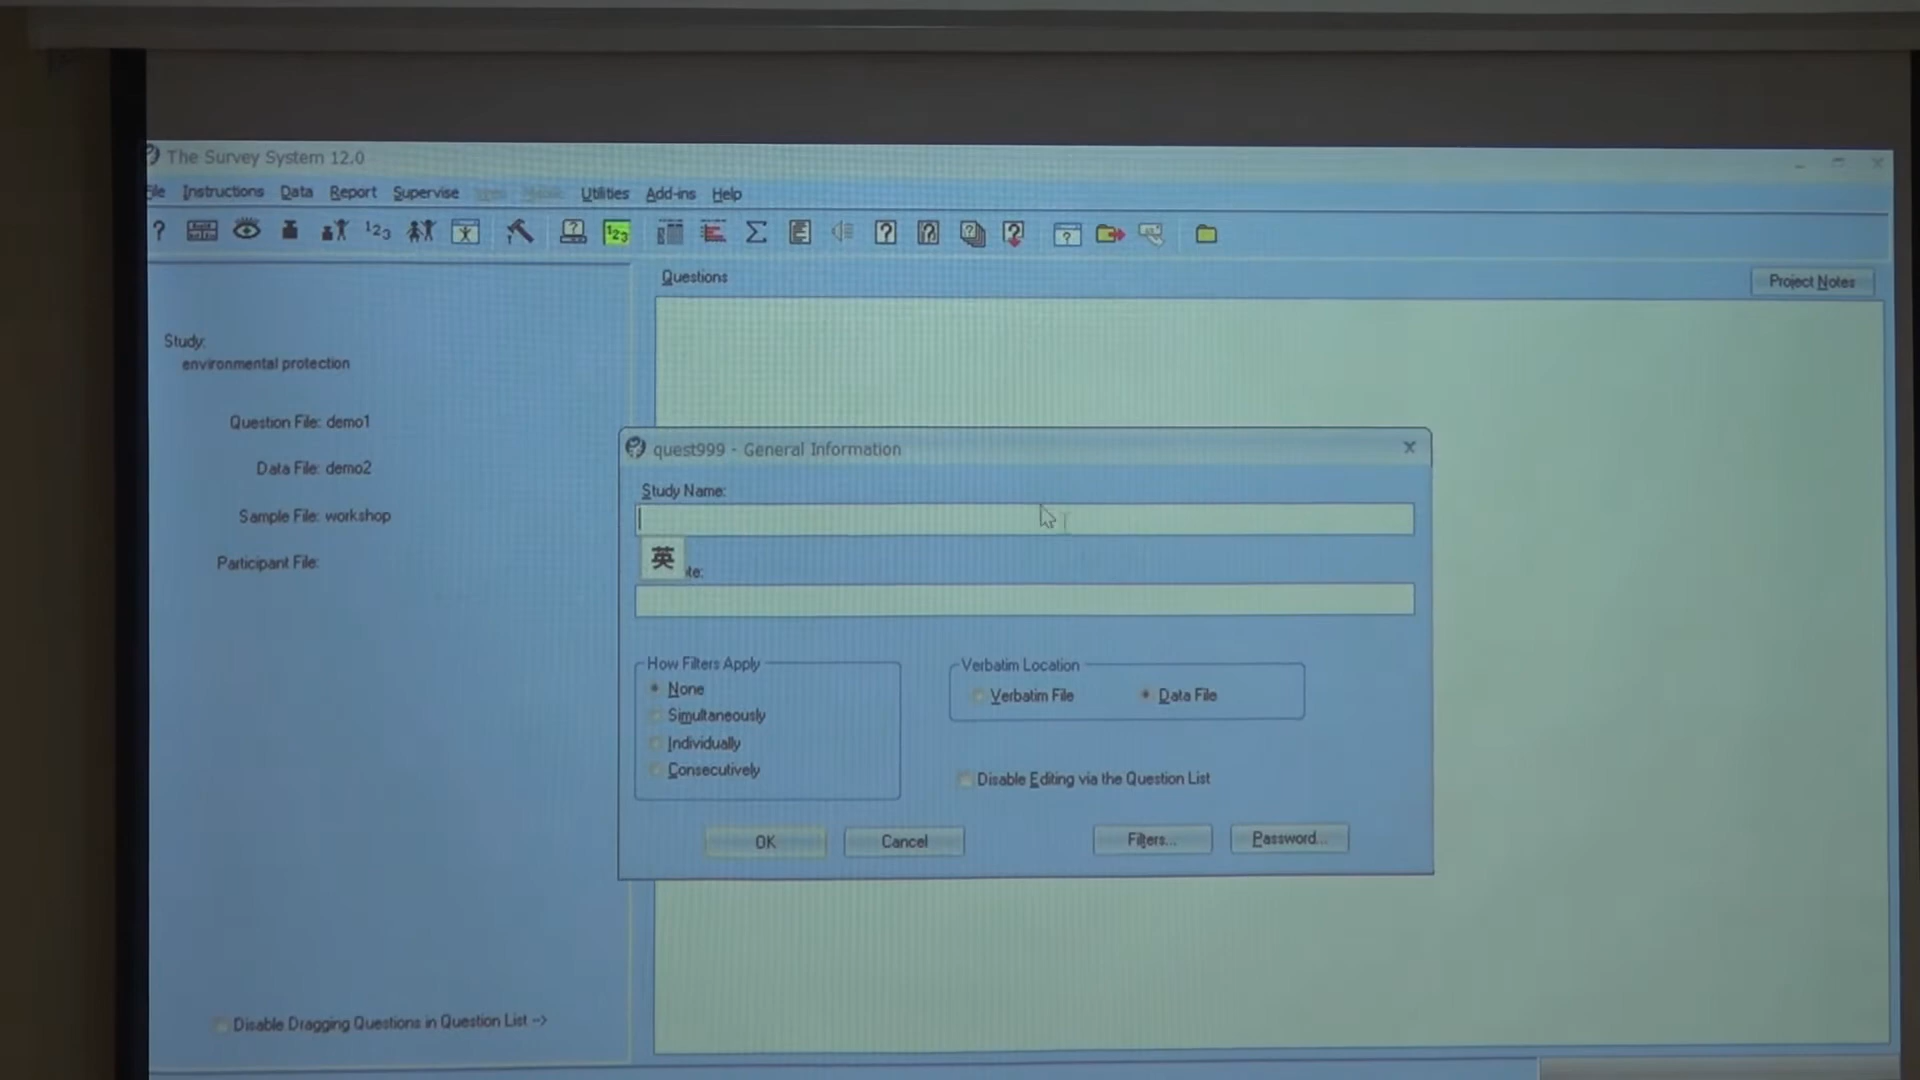 The Survey System 12.0
File Instructions Data Report Supervise Utilities Add-ins Help
Questions
Project Notes
Study:
environmental protection
Question File: demo1
Data File: demo2
Sample File: workshop
Participant File:
Disable Dragging Questions in Question List -->
quest999 - General Information
Study Name:
英
te:
How Filters Apply
None
Simultaneously
Individually
Consecutively
Verbatim Location
Verbatim File Data File
Disable Editing via the Question List
OK Cancel Filters... Password...